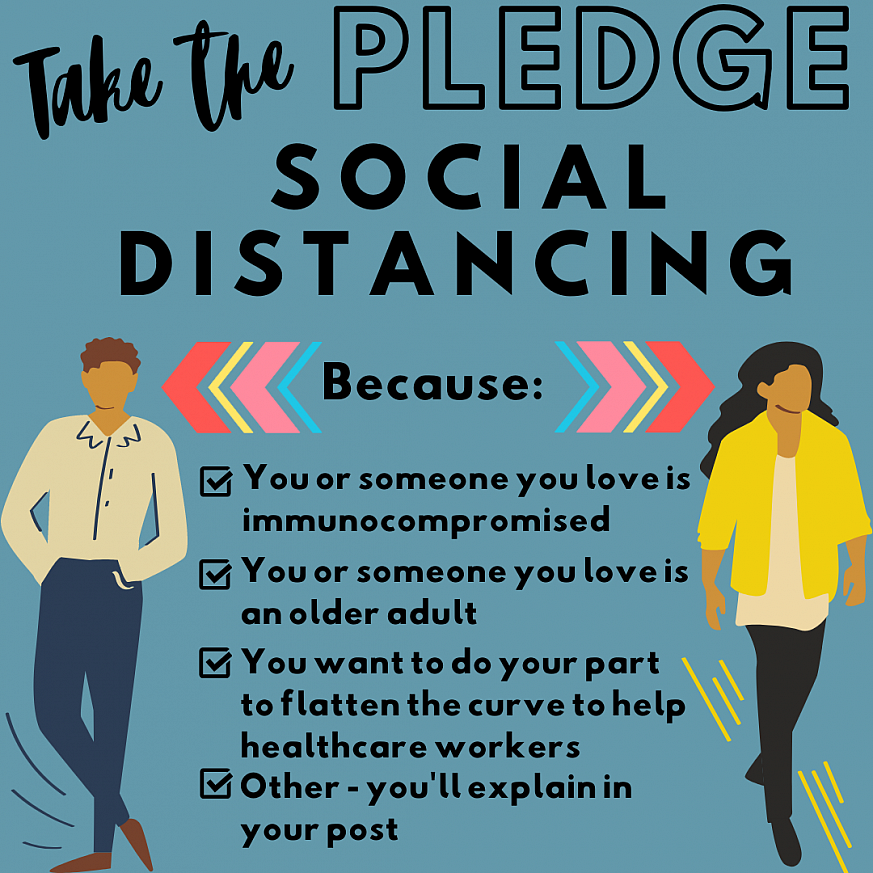 Take the PLEDGE
SOCIAL
DISTANCING
Because:
You or someone you love is
immunocompromised
You or someone you love is
an older adult
You want to do your part
to flatten the curve to help
healthcare workers
Other - you'll explain in
your post